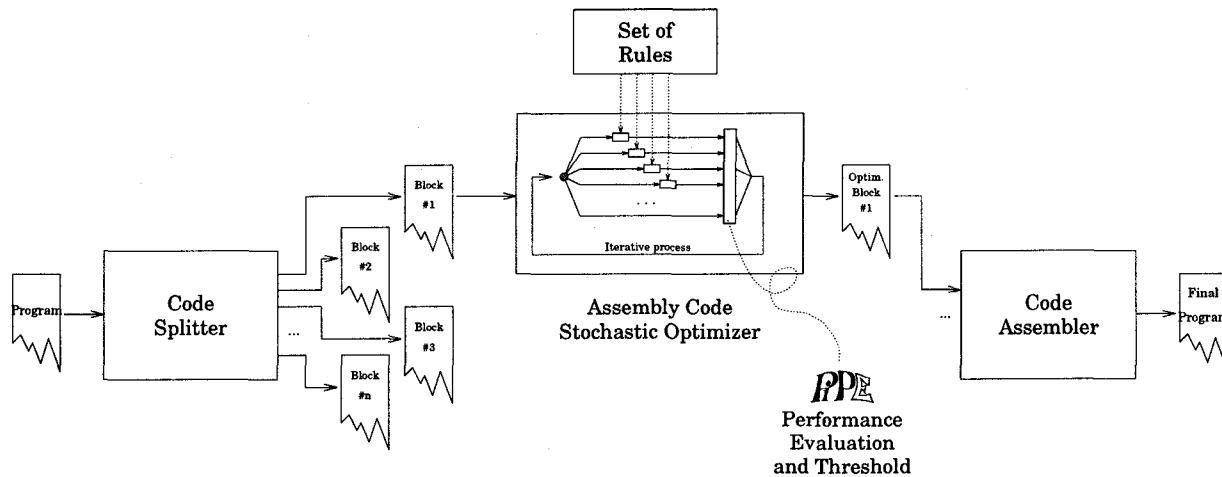 Set of
Rules
Block
#1
Optim.
Block
#1
. . .
Iterative process
Block
#2
Program
Code
Splitter
...
Block
#3
Block
#n
Assembly Code
Stochastic Optimizer
...
Code
Assembler
Final
Program
PiPE
Performance
Evaluation
and Threshold